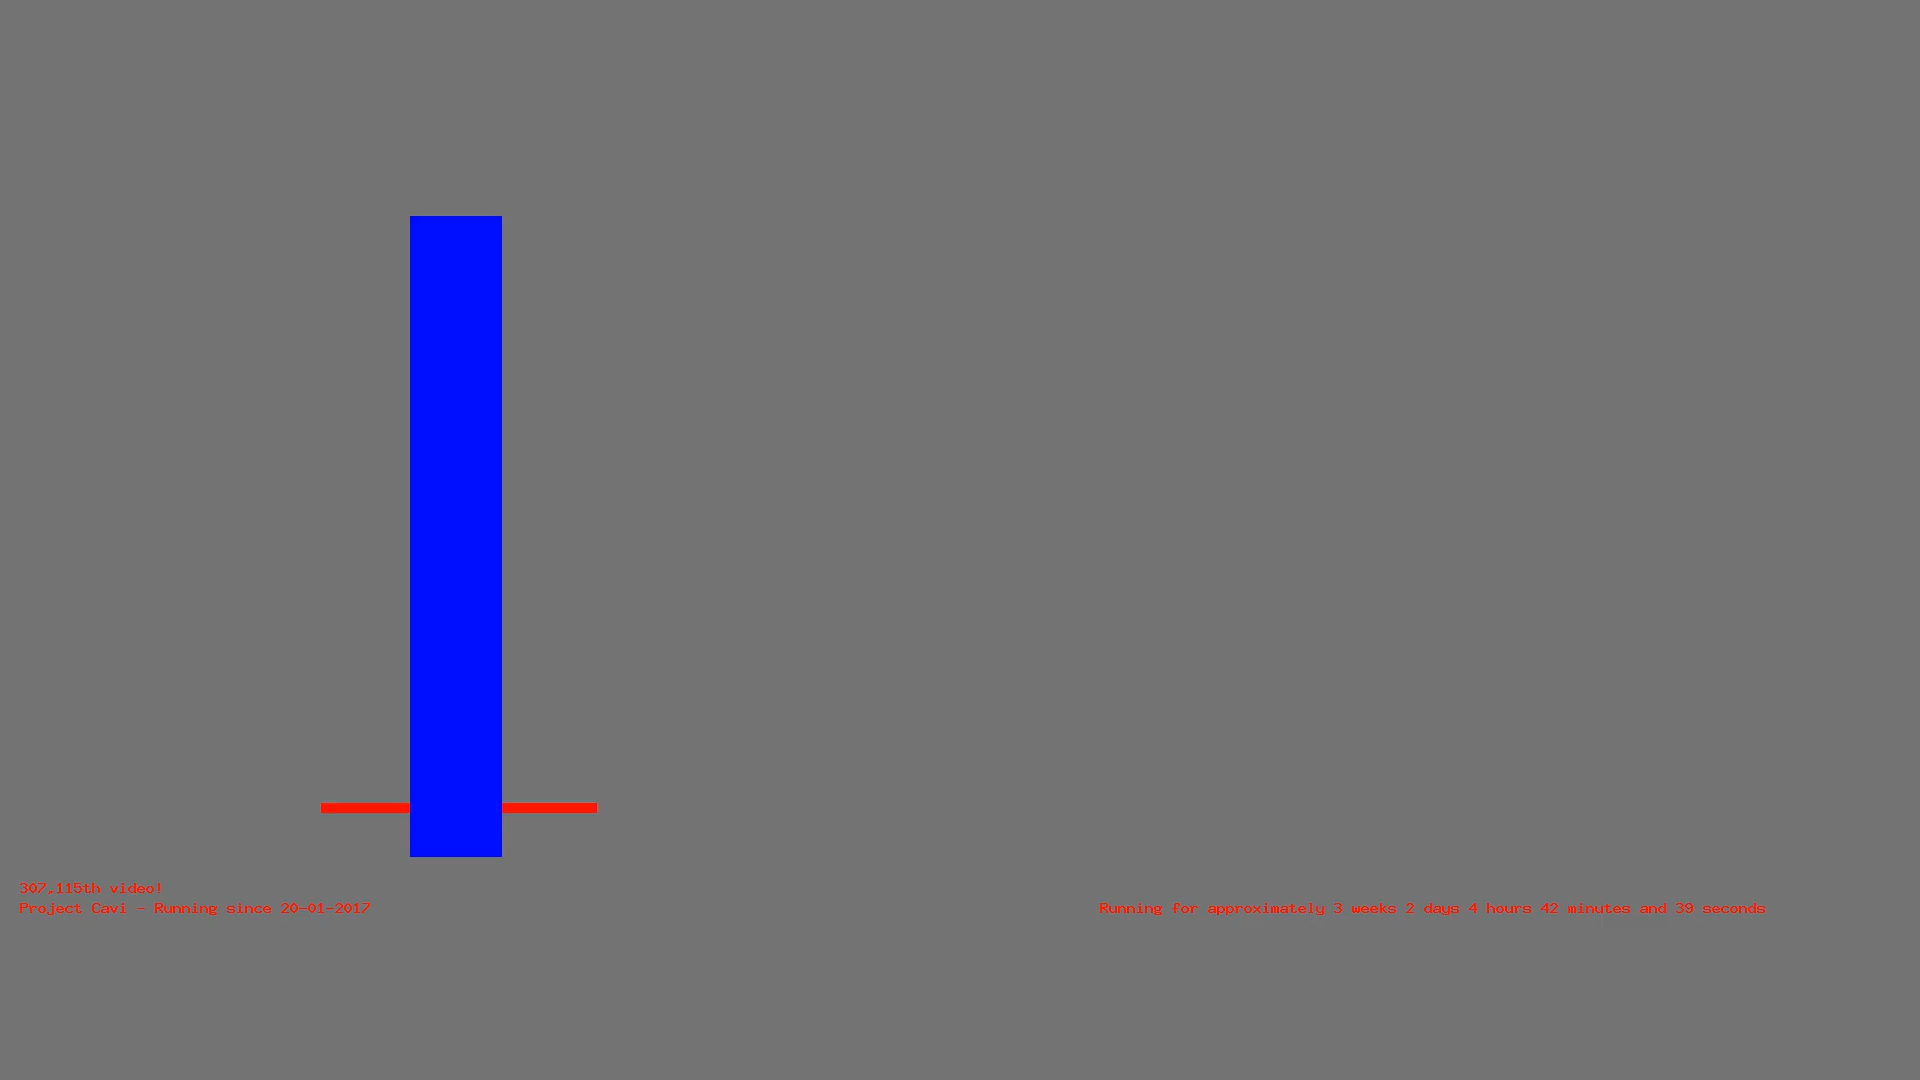 307,115th video!
Project Cavi - Running since 20-01-2017
Running for approximately 3 weeks 2 days 4 hours 42 minutes and 39 seconds